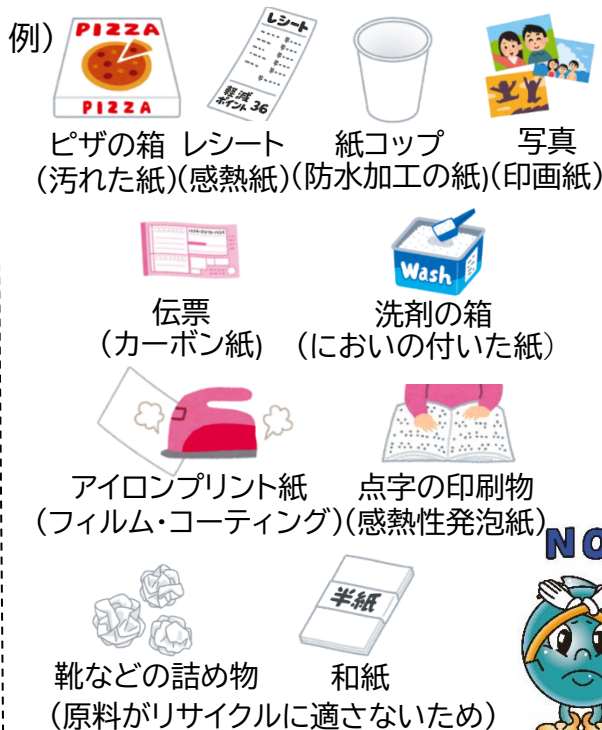 例)
PIZZA
PIZZA
レシート
軽減
ポイント 36
ピザの箱 レシート 紙コップ 写真
(汚れた紙)(感熱紙)(防水加工の紙)(印画紙)
Wash
伝票 洗剤の箱
(カーボン紙) (においの付いた紙)
アイロンプリント紙 点字の印刷物
(フィルム・コーティング)(感熱性発泡紙)
NO
半紙
靴などの詰め物 和紙
(原料がリサイクルに適さないため)